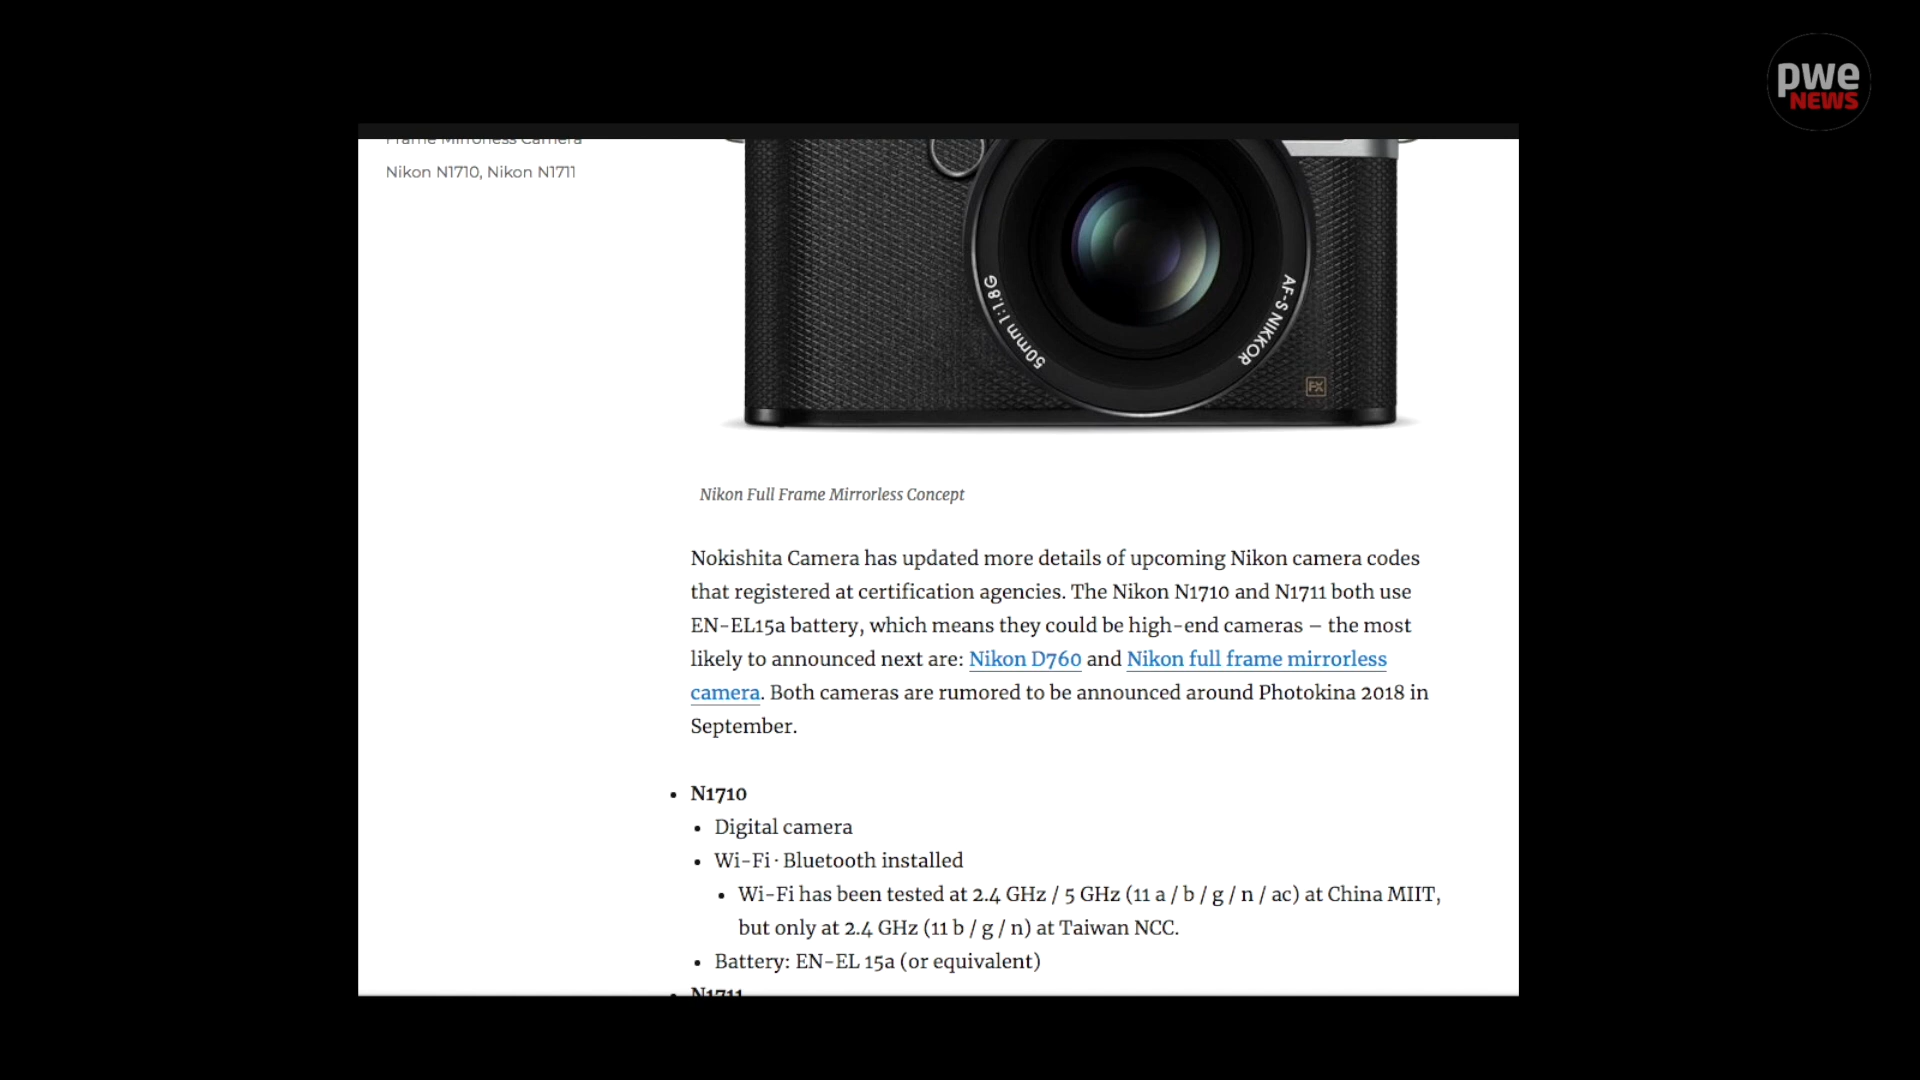 pwe
NEWS
Frame Mirrorless Camera
Nikon N1710, Nikon N1711
50mm 1:1.8G
AF-S NIKKOR
FX
Nikon Full Frame Mirrorless Concept
Nokishita Camera has updated more details of upcoming Nikon camera codes
that registered at certification agencies. The Nikon N1710 and N1711 both use
EN-EL15a battery, which means they could be high-end cameras – the most
likely to announced next are: Nikon D760 and Nikon full frame mirrorless
camera. Both cameras are rumored to be announced around Photokina 2018 in
September.
• N1710
• Digital camera
• Wi-Fi · Bluetooth installed
• Wi-Fi has been tested at 2.4 GHz / 5 GHz (11 a / b / g / n / ac) at China MIIT,
but only at 2.4 GHz (11 b / g / n) at Taiwan NCC.
• Battery: EN-EL 15a (or equivalent)
• N1711